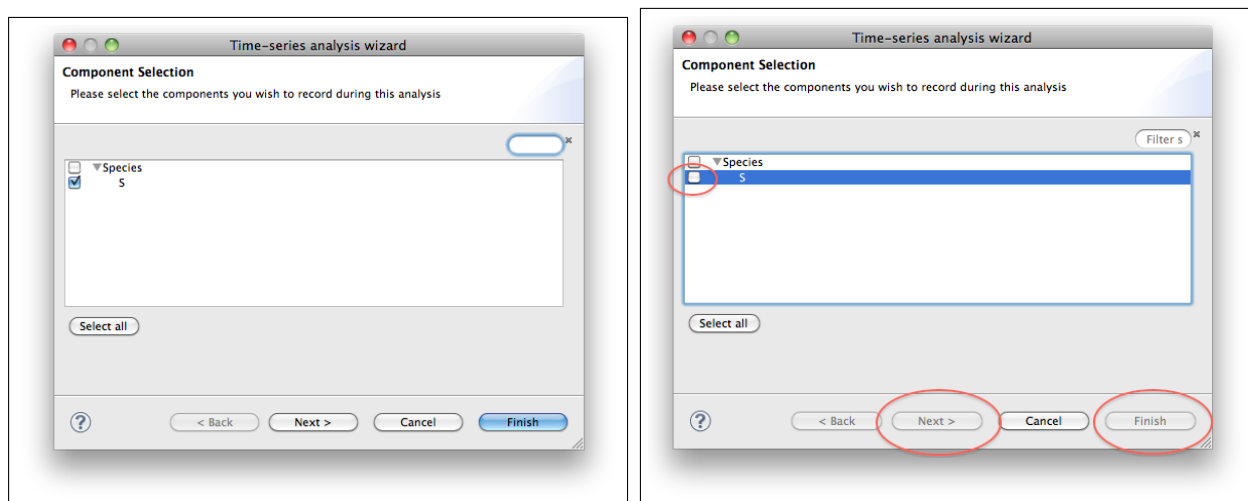 Time-series analysis wizard
Component Selection
Please select the components you wish to record during this analysis
Species
S
Select all
?
< Back
Next >
Cancel
Finish
Time-series analysis wizard
Component Selection
Please select the components you wish to record during this analysis
Filter s
Species
S
Select all
?
< Back
Next >
Cancel
Finish